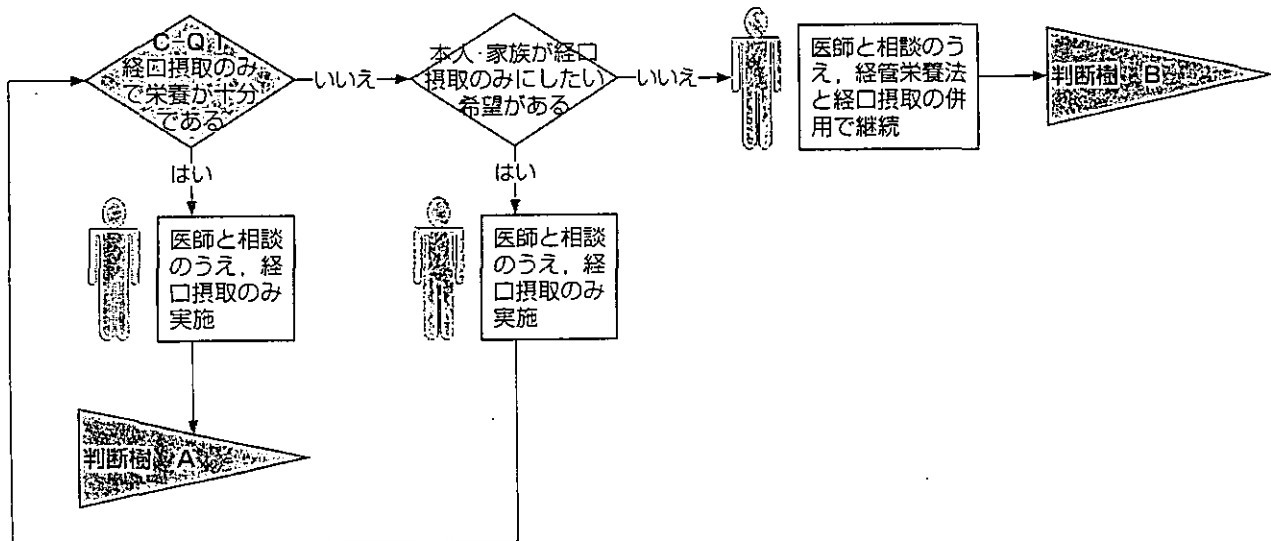 C-Q1
経口摂取のみ
で栄養が十分
である
いいえ
本人・家族が経口
摂取のみにしたい
希望がある
いいえ
医師と相談のう
え，経管栄養法
と経口摂取の併
用で継続
判断樹 B
はい
はい
医師と相談
のうえ，経
口摂取のみ
実施
医師と相談
のうえ，経
口摂取のみ
実施
判断樹 A